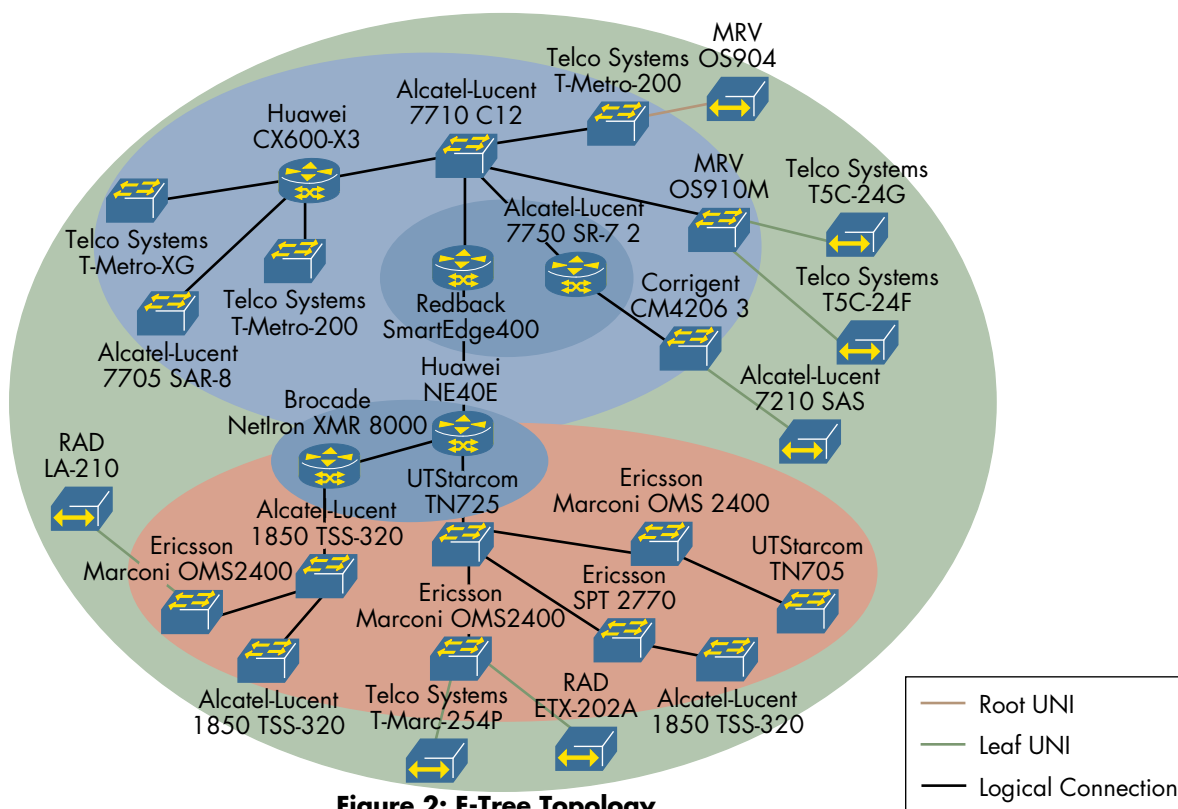 MRV
OS904
Telco Systems
T-Metro-200
Alcatel-Lucent
7710 C12
Huawei
CX600-X3
MRV
OS910M
Telco Systems
T5C-24G
Telco Systems
T-Metro-XG
Alcatel-Lucent
7750 SR-7 2
Telco Systems
T5C-24F
Corrigent
CM4206 3
Redback
SmartEdge400
Telco Systems
T-Metro-200
Alcatel-Lucent
7705 SAR-8
Huawei
NE40E
Alcatel-Lucent
7210 SAS
Brocade
NetIron XMR 8000
RAD
LA-210
UTStarcom
TN725
Ericsson
Marconi OMS 2400
Alcatel-Lucent
1850 TSS-320
Ericsson
Marconi OMS2400
UTStarcom
TN705
Ericsson
SPT 2770
Ericsson
Marconi OMS2400
Alcatel-Lucent
1850 TSS-320
Telco Systems
T-Marc-254P
RAD
ETX-202A
Alcatel-Lucent
1850 TSS-320
Root UNI
Leaf UNI
Logical Connection
Figure 2: E-Tree Topology